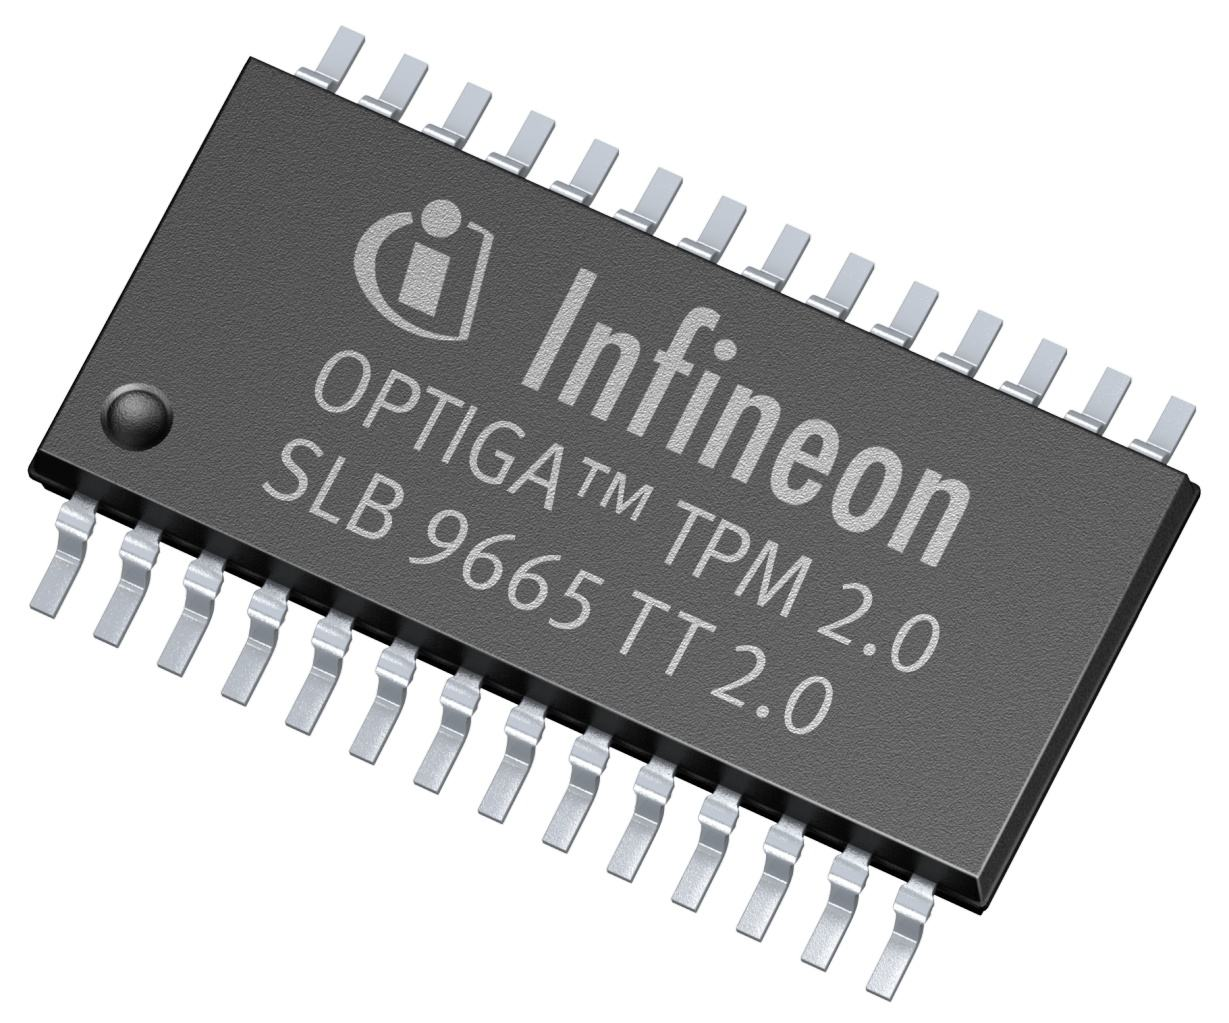 Infineon
OPTIGA™ TPM 2.0
SLB 9665 TT 2.0